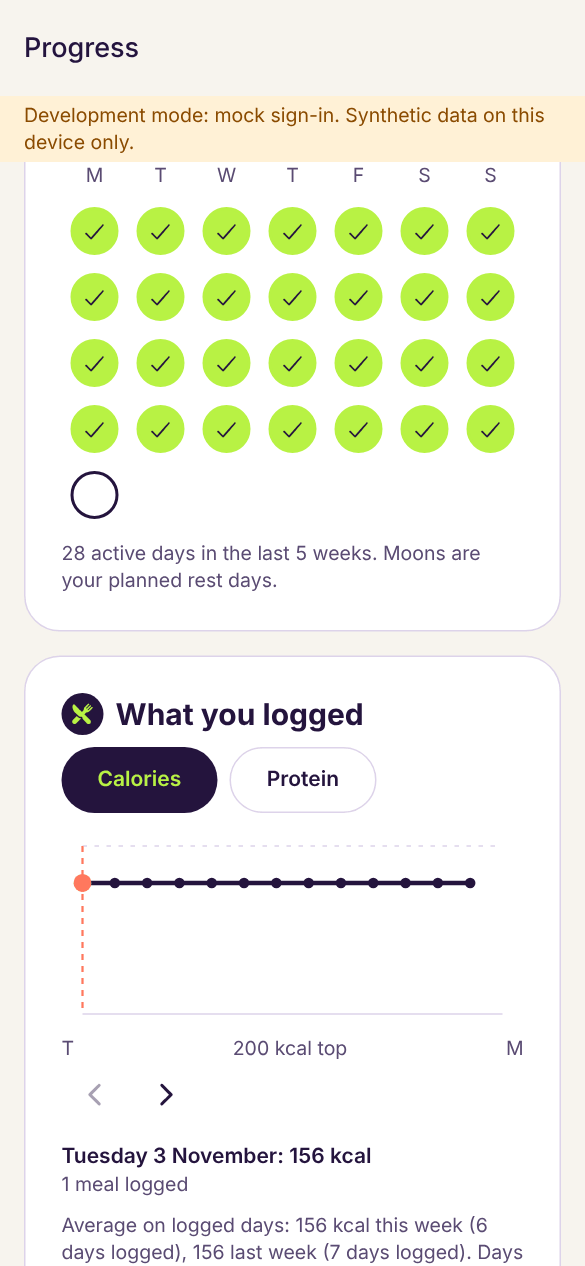 Progress
Development mode: mock sign-in. Synthetic data on this
device only.
M T W T F S S
28 active days in the last 5 weeks. Moons are
your planned rest days.
What you logged
Calories Protein
T 200 kcal top M
Tuesday 3 November: 156 kcal
1 meal logged
Average on logged days: 156 kcal this week (6
days logged), 156 last week (7 days logged). Days